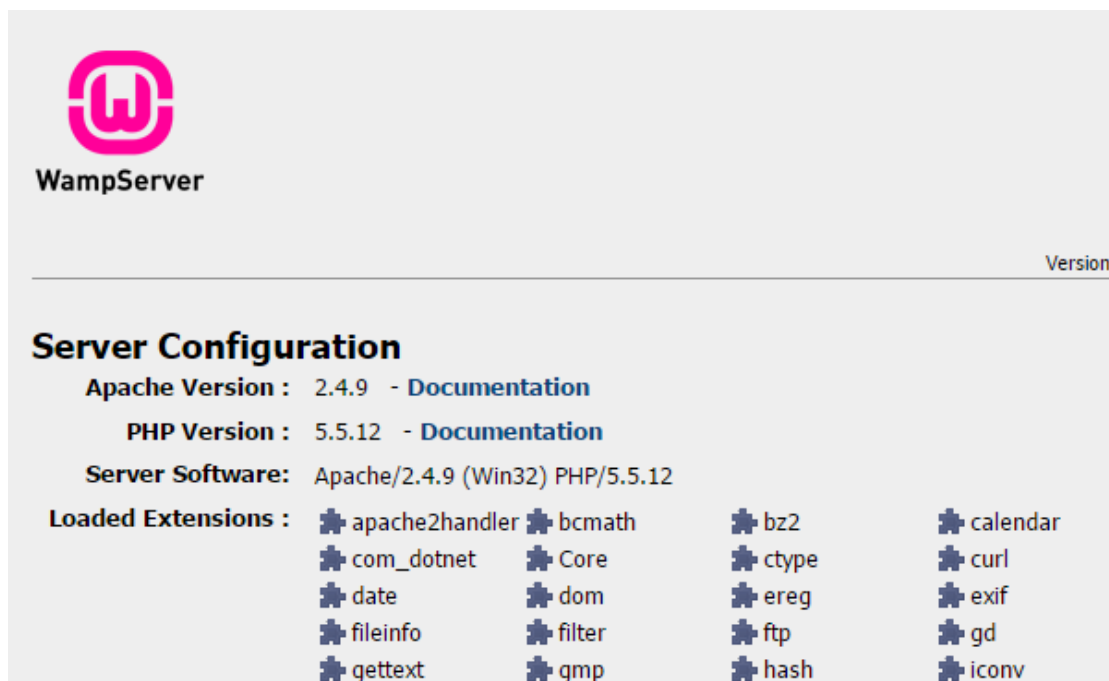 WampServer
Version
Server Configuration
Apache Version : 2.4.9 - Documentation
PHP Version : 5.5.12 - Documentation
Server Software: Apache/2.4.9 (Win32) PHP/5.5.12
Loaded Extensions : apache2handler bcmath bz2 calendar
com_dotnet Core ctype curl
date dom ereg exif
fileinfo filter ftp gd
gettext gmp hash iconv